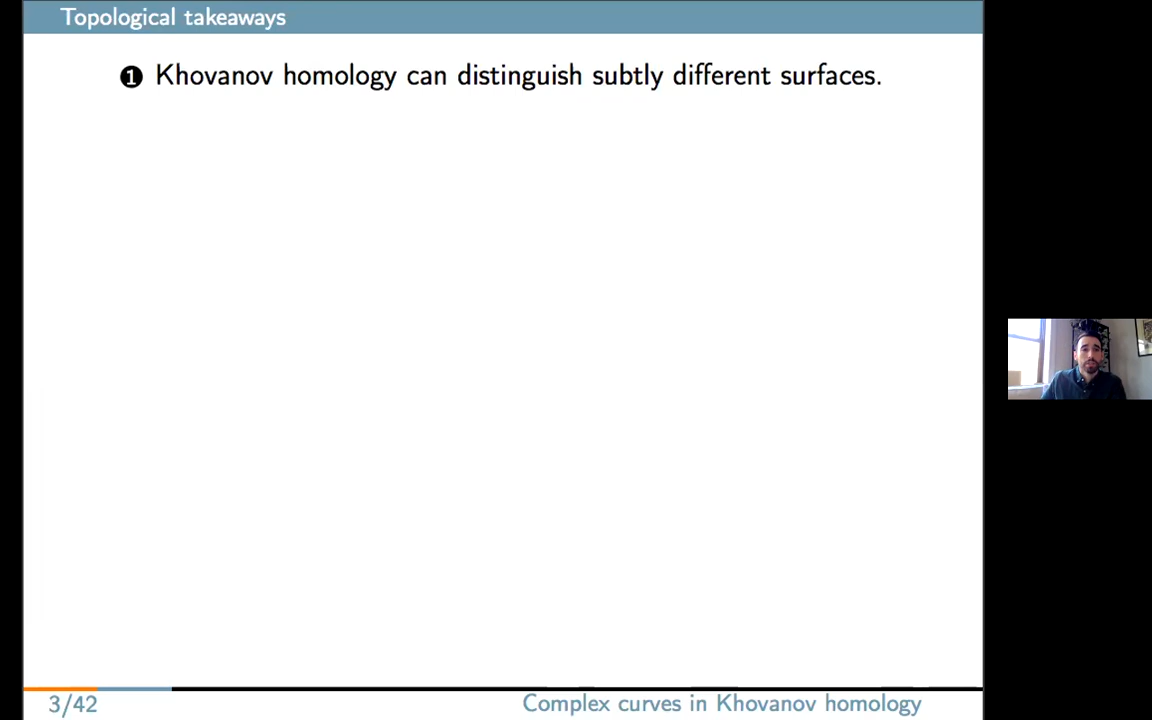 Topological takeaways
❶ Khovanov homology can distinguish subtly different surfaces.
3/42
Complex curves in Khovanov homology